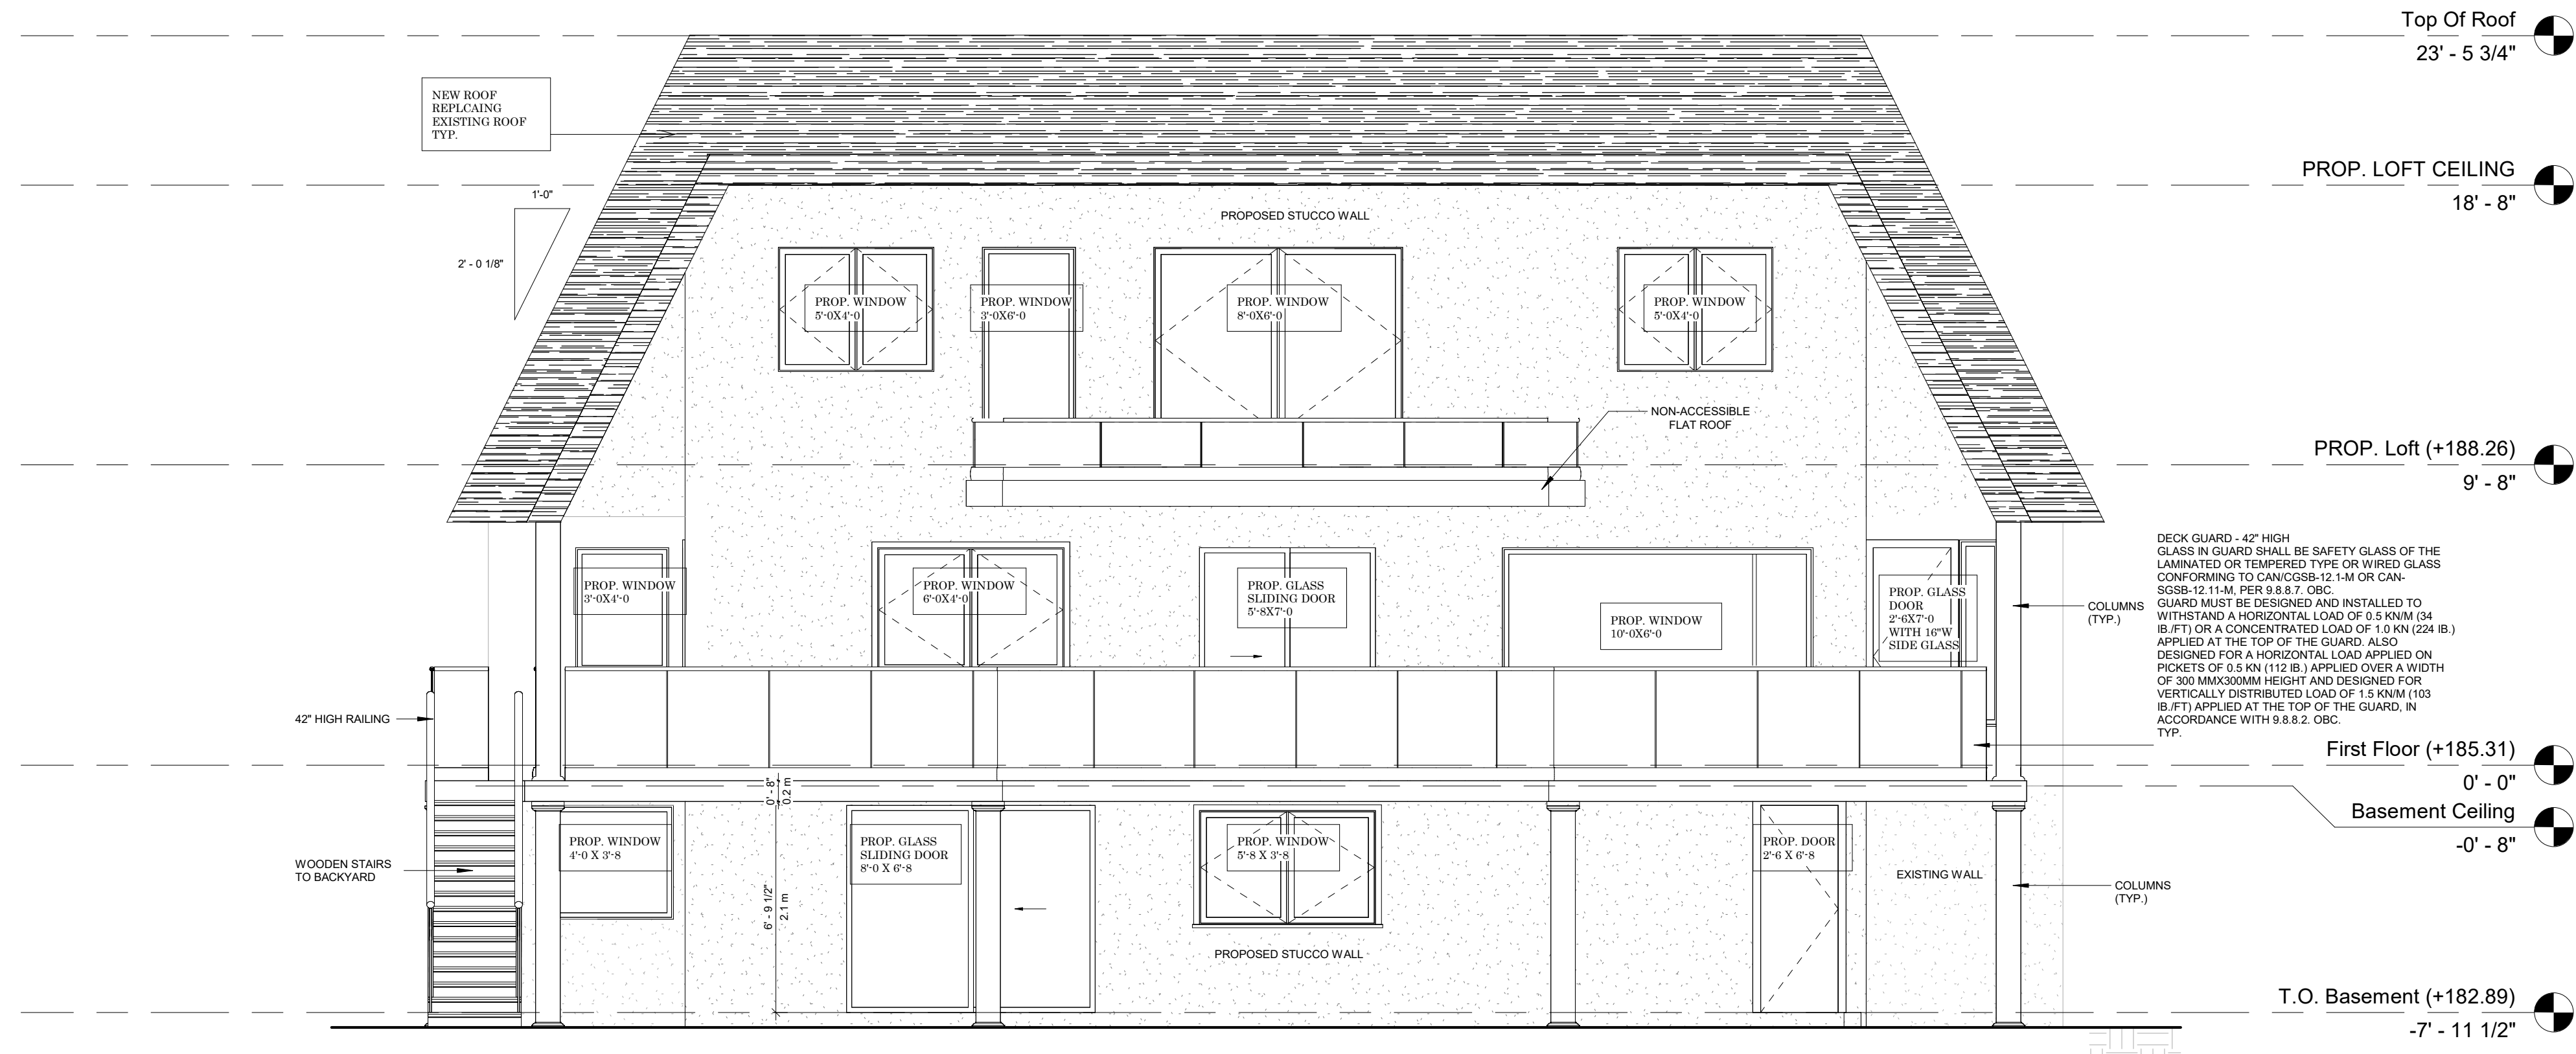 Top Of Roof
23' - 5 3/4"
NEW ROOF
REPLCAING
EXISTING ROOF
TYP.
PROP. LOFT CEILING
18' - 8"
1'-0"
2' - 0 1/8"
PROPOSED STUCCO WALL
PROP. WINDOW
5'-0X4'-0
PROP. WINDOW
3'-0X6'-0
PROP. WINDOW
8'-0X6'-0
PROP. WINDOW
5'-0X4'-0
NON-ACCESSIBLE
FLAT ROOF
PROP. Loft (+188.26)
9' - 8"
DECK GUARD - 42" HIGH
GLASS IN GUARD SHALL BE SAFETY GLASS OF THE
LAMINATED OR TEMPERED TYPE OR WIRED GLASS
CONFORMING TO CAN/CGSB-12.1-M OR CAN-
SGSB-12.11-M, PER 9.8.8.7. OBC.
GUARD MUST BE DESIGNED AND INSTALLED TO
WITHSTAND A HORIZONTAL LOAD OF 0.5 KN/M (34
IB./FT) OR A CONCENTRATED LOAD OF 1.0 KN (224 IB.)
APPLIED AT THE TOP OF THE GUARD. ALSO
DESIGNED FOR A HORIZONTAL LOAD APPLIED ON
PICKETS OF 0.5 KN (112 IB.) APPLIED OVER A WIDTH
OF 300 MMX300MM HEIGHT AND DESIGNED FOR
VERTICALLY DISTRIBUTED LOAD OF 1.5 KN/M (103
IB./FT) APPLIED AT THE TOP OF THE GUARD, IN
ACCORDANCE WITH 9.8.8.2. OBC.
TYP.
PROP. WINDOW
3'-0X4'-0
PROP. WINDOW
6'-0X4'-0
PROP. GLASS
SLIDING DOOR
5'-8X7'-0
PROP. WINDOW
10'-0X6'-0
PROP. GLASS
DOOR
2'-6X7'-0
WITH 16"W
SIDE GLASS
COLUMNS
(TYP.)
42" HIGH RAILING
First Floor (+185.31)
0' - 0"
0' - 8"
0.2 m
Basement Ceiling
-0' - 8"
PROP. WINDOW
4'-0 X 3'-8
PROP. GLASS
SLIDING DOOR
8'-0 X 6'-8
PROP. WINDOW
5'-8 X 3'-8
PROP. DOOR
2'-6 X 6'-8
WOODEN STAIRS
TO BACKYARD
6' - 9 1/2"
2.1 m
EXISTING WALL
COLUMNS
(TYP.)
PROPOSED STUCCO WALL
T.O. Basement (+182.89)
-7' - 11 1/2"